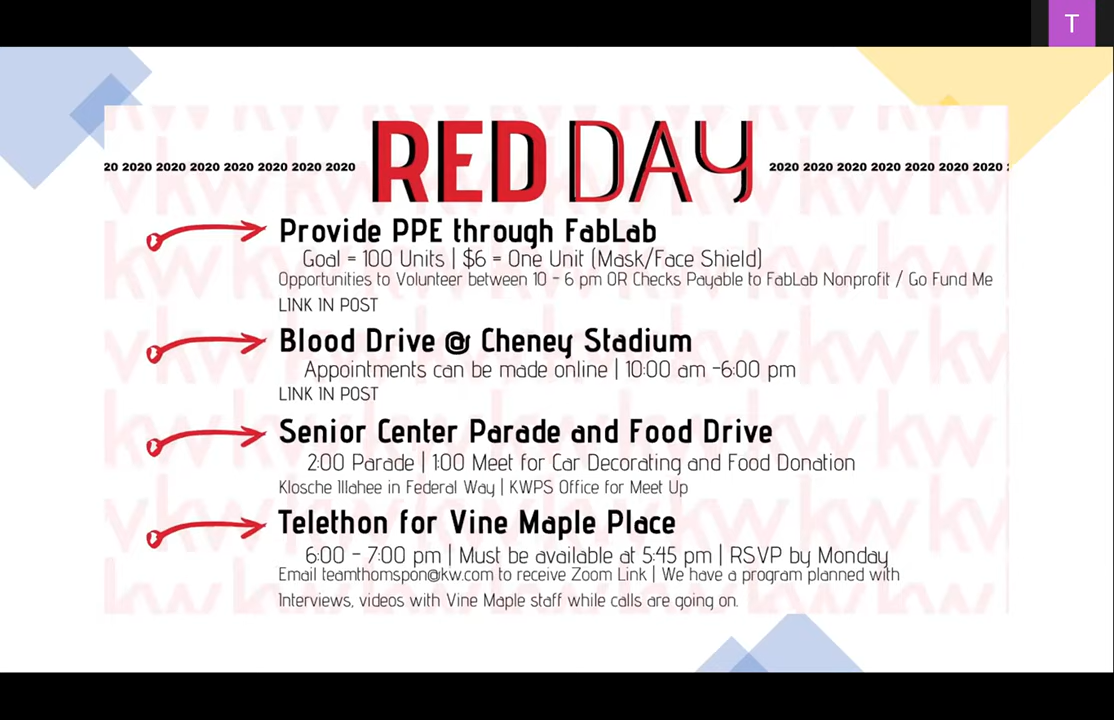 T
20 2020 2020 2020 2020 2020 2020 2020 RED DAY 2020 2020 2020 2020 2020 2020 2020
Provide PPE through FabLab
Goal = 100 Units | $6 = One Unit (Mask/Face Shield)
Opportunities to Volunteer between 10 - 6 pm OR Checks Payable to FabLab Nonprofit / Go Fund Me
LINK IN POST
Blood Drive @ Cheney Stadium
Appointments can be made online | 10:00 am -6:00 pm
LINK IN POST
Senior Center Parade and Food Drive
2:00 Parade | 1:00 Meet for Car Decorating and Food Donation
Klosche Illahee in Federal Way | KWPS Office for Meet Up
Telethon for Vine Maple Place
6:00 - 7:00 pm | Must be available at 5:45 pm | RSVP by Monday
Email teamthomspon@kw.com to receive Zoom Link | We have a program planned with
Interviews, videos with Vine Maple staff while calls are going on.